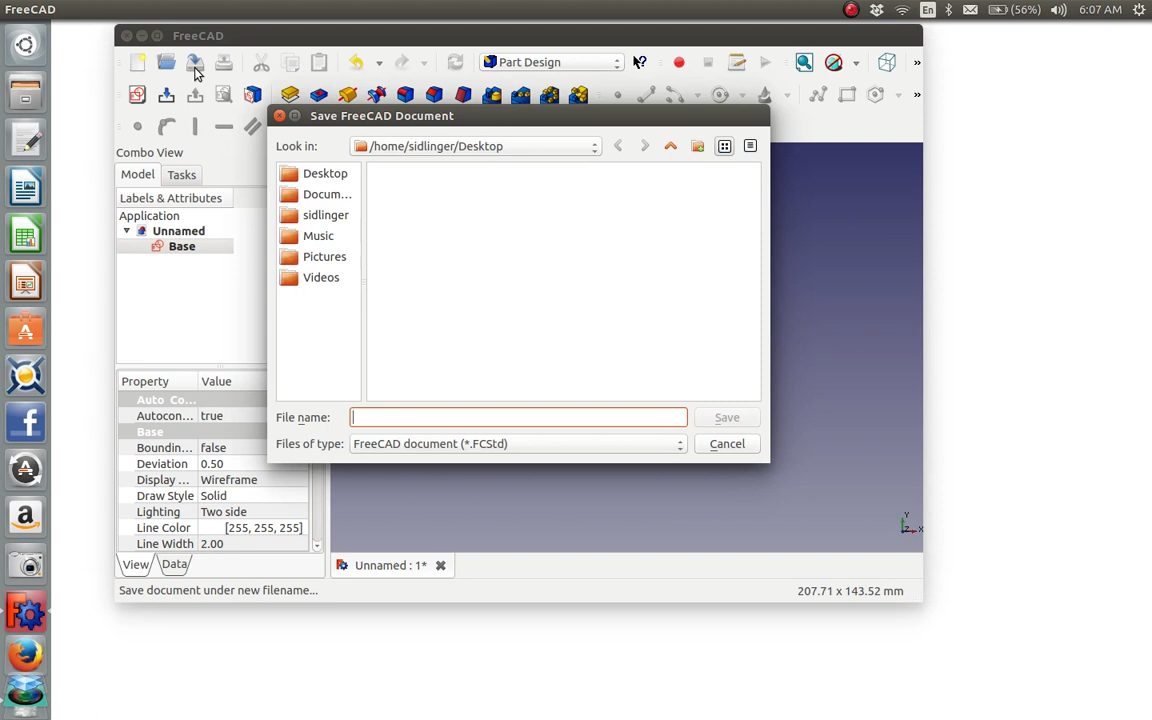 FreeCAD
En
(56%)
6:07 AM
FreeCAD
Part Design
»
»
Combo View
Model
Tasks
Labels & Attributes
Application
Unnamed
Base
Save FreeCAD Document
Look in:
/home/sidlinger/Desktop
Desktop
Docum...
sidlinger
Music
Pictures
Videos
File name:
Save
Files of type:
FreeCAD document (*.FCStd)
Cancel
Property
Value
Auto Co...
Autocon...
true
Base
Boundin...
false
Deviation
0.50
Display ...
Wireframe
Draw Style
Solid
Lighting
Two side
Line Color
[255, 255, 255]
Line Width
2.00
View
Data
Y
Z
X
Unnamed : 1*
Save document under new filename...
207.71 x 143.52 mm